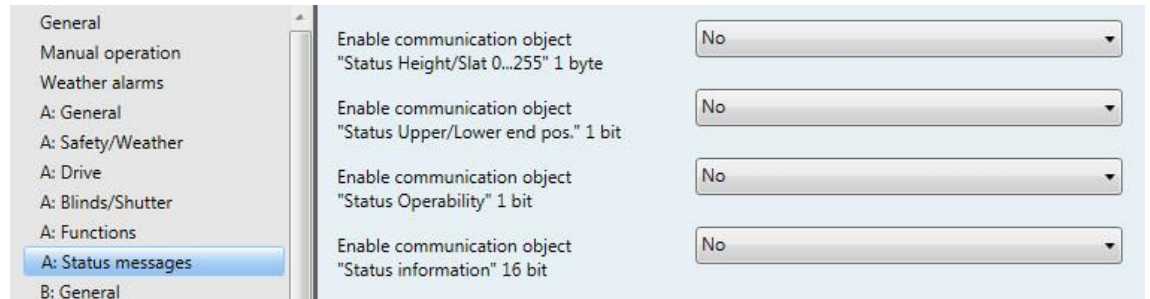 General
Manual operation
Weather alarms
A: General
A: Safety/Weather
A: Drive
A: Blinds/Shutter
A: Functions
A: Status messages
B: General
Enable communication object
"Status Height/Slat 0...255" 1 byte
No
Enable communication object
"Status Upper/Lower end pos." 1 bit
No
Enable communication object
"Status Operability" 1 bit
No
Enable communication object
"Status information" 16 bit
No